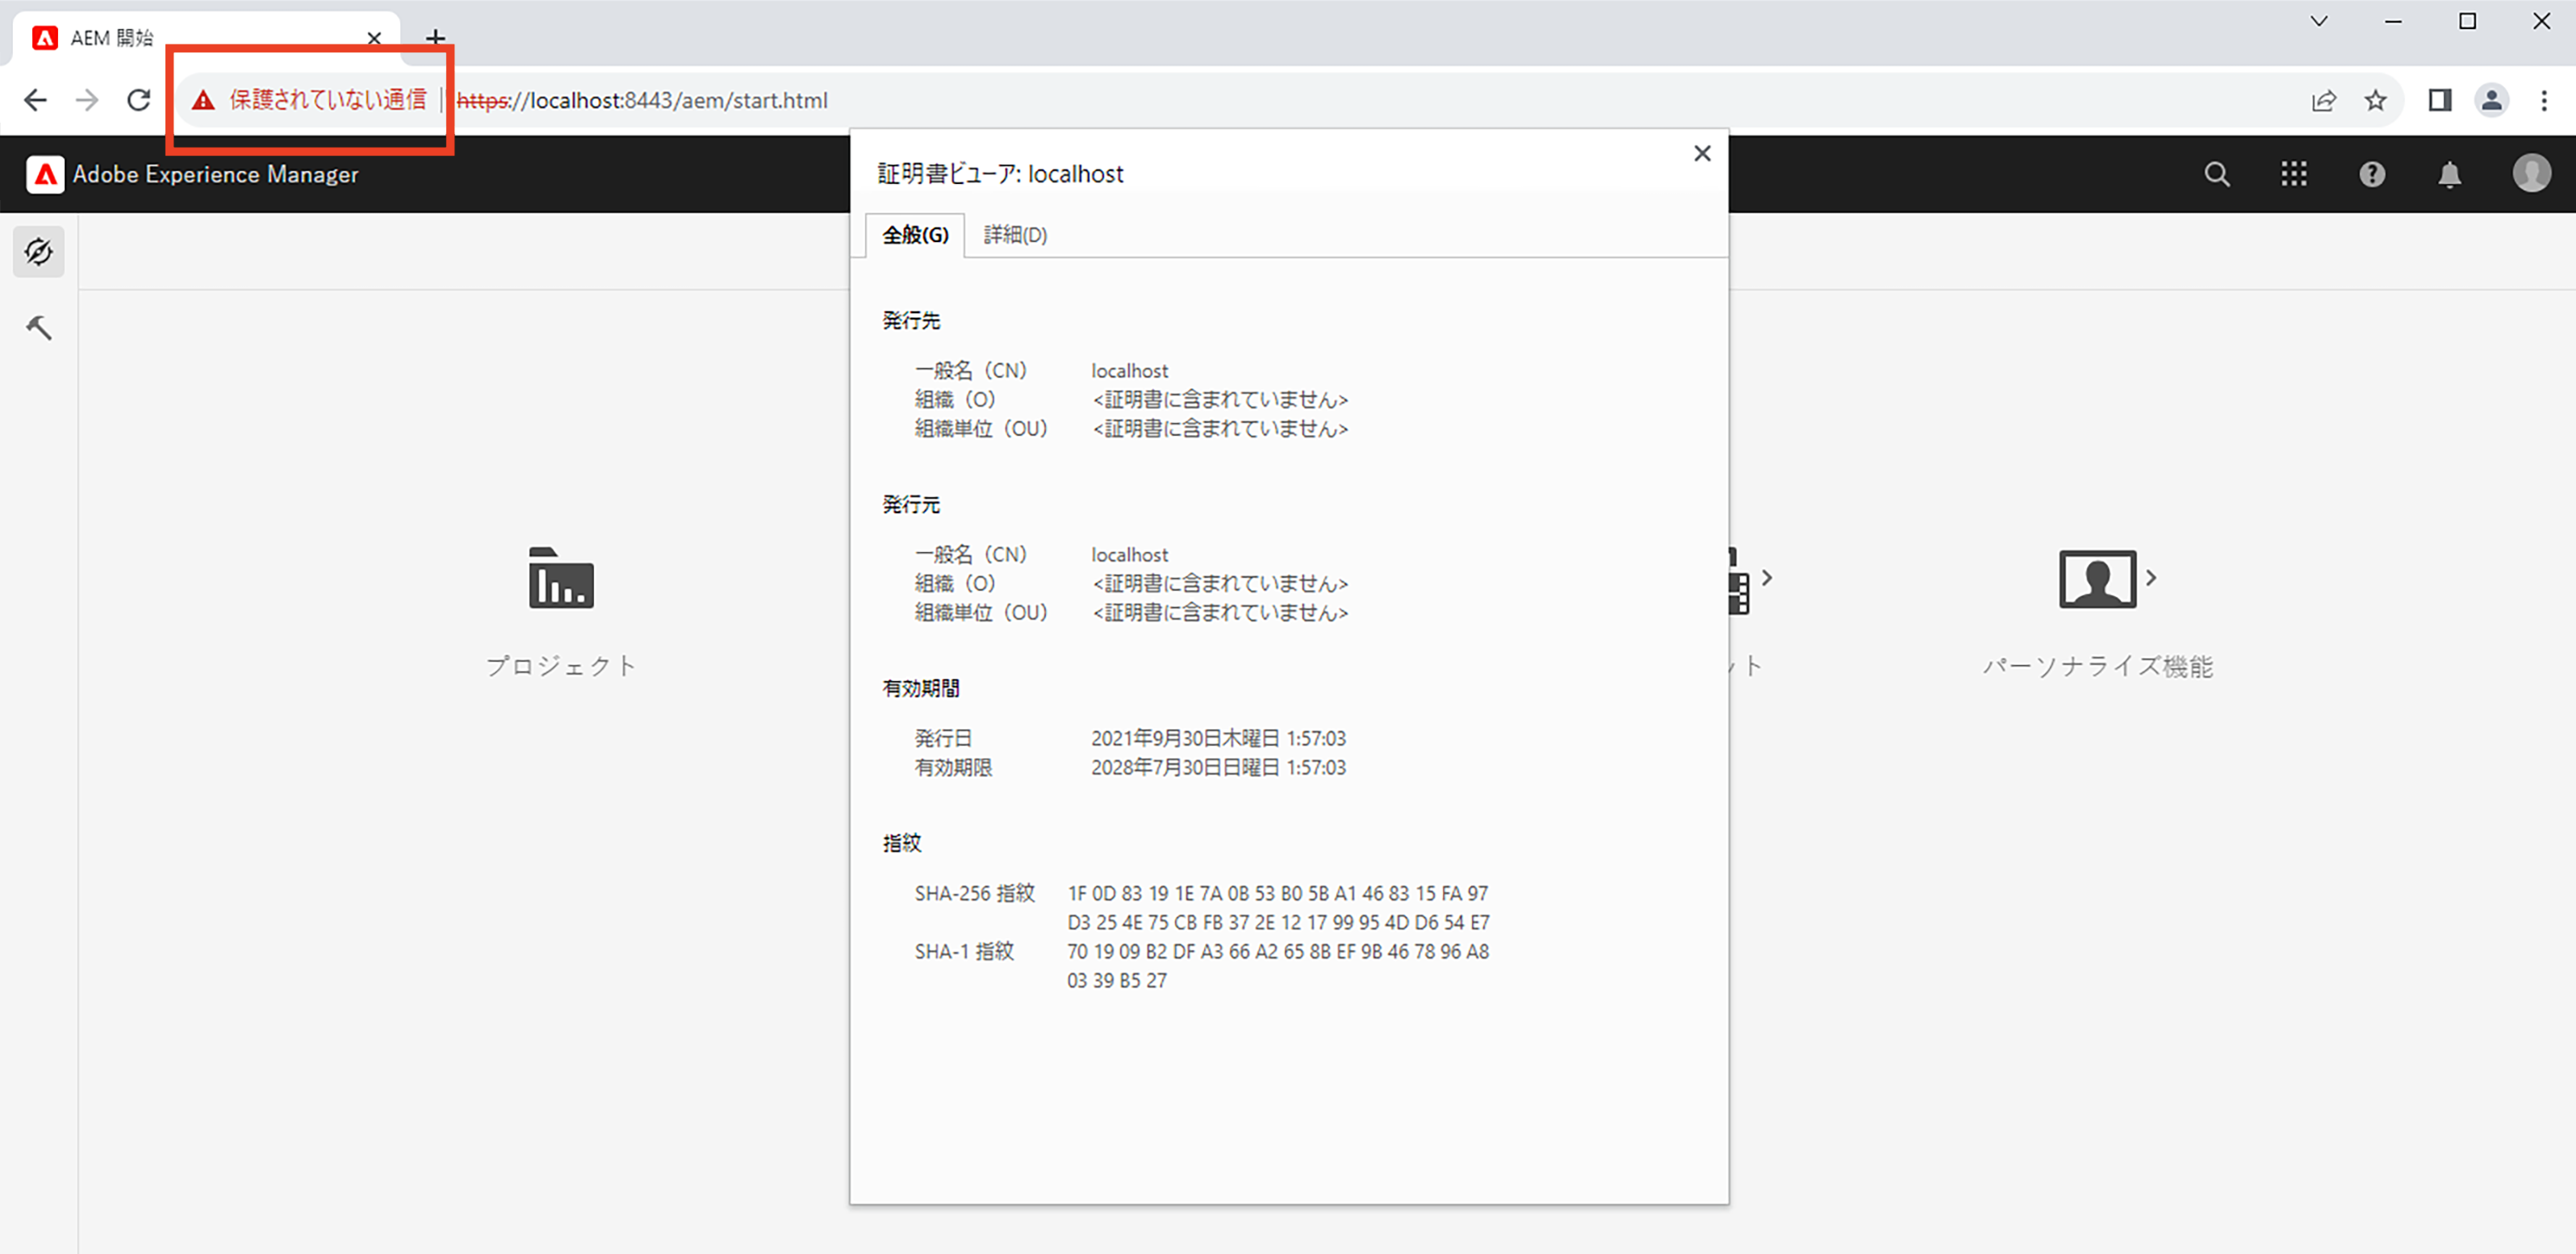 AEM 開始
保護されていない通信 | https://localhost:8443/aem/start.html
Adobe Experience Manager
証明書ビューア: localhost
全般(G) 詳細(D)
発行先
一般名（CN） localhost
組織（O） <証明書に含まれていません>
組織単位（OU） <証明書に含まれていません>
発行元
一般名（CN） localhost
組織（O） <証明書に含まれていません>
組織単位（OU） <証明書に含まれていません>
有効期間
発行日 2021年9月30日木曜日 1:57:03
有効期限 2028年7月30日日曜日 1:57:03
指紋
SHA-256 指紋 1F 0D 83 19 1E 7A 0B 53 B0 5B A1 46 83 15 FA 97
D3 25 4E 75 CB FB 37 2E 12 17 99 95 4D D6 54 E7
SHA-1 指紋 70 19 09 B2 DF A3 66 A2 65 8B EF 9B 46 78 96 A8
03 39 B5 27
プロジェクト
ット
パーソナライズ機能